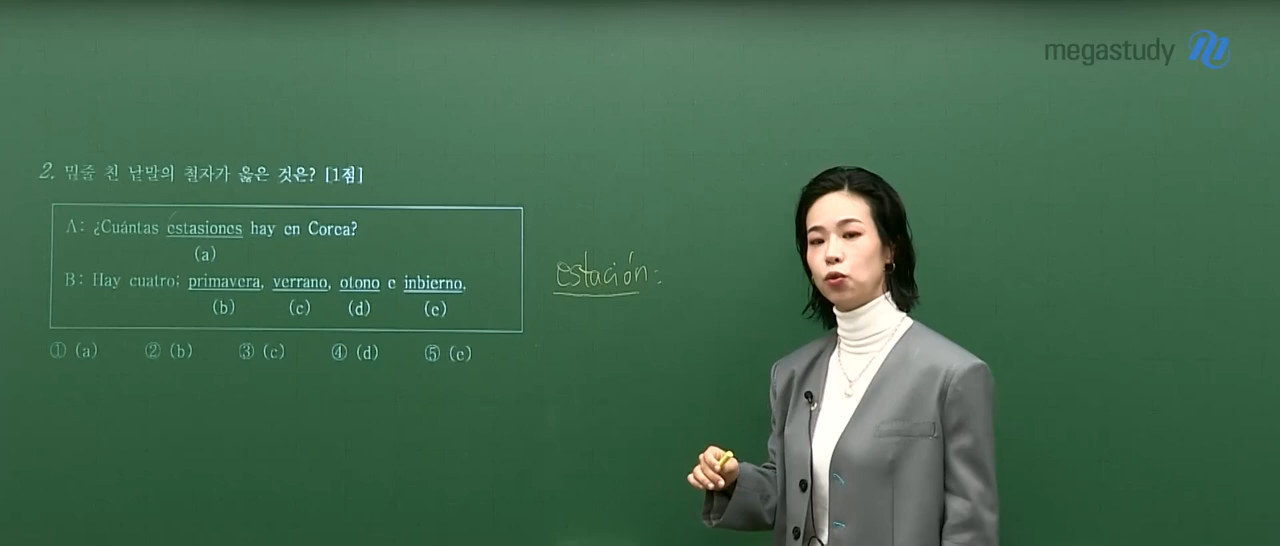 megastudy
2. 밑줄 친 낱말의 철자가 옳은 것은? [1점]
A: ¿Cuántas estasiones hay en Corea?
(a)
B: Hay cuatro; primavera, verrano, otono e inbierno.
(b) (c) (d) (e)
① (a) ② (b) ③ (c) ④ (d) ⑤ (e)
estación: